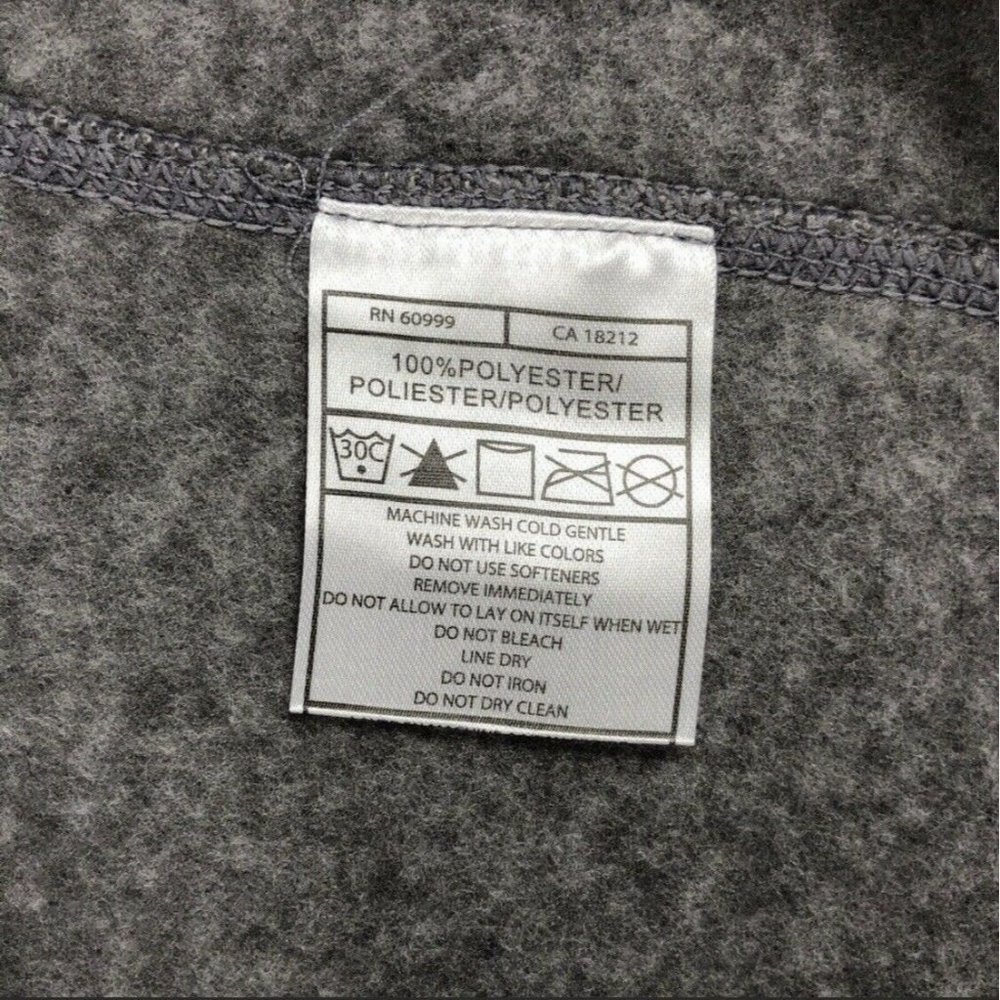 RN 60999
CA 18212
100%POLYESTER/
POLIESTER/POLYESTER
30C
MACHINE WASH COLD GENTLE
WASH WITH LIKE COLORS
DO NOT USE SOFTENERS
REMOVE IMMEDIATELY
DO NOT ALLOW TO LAY ON ITSELF WHEN WET
DO NOT BLEACH
LINE DRY
DO NOT IRON
DO NOT DRY CLEAN